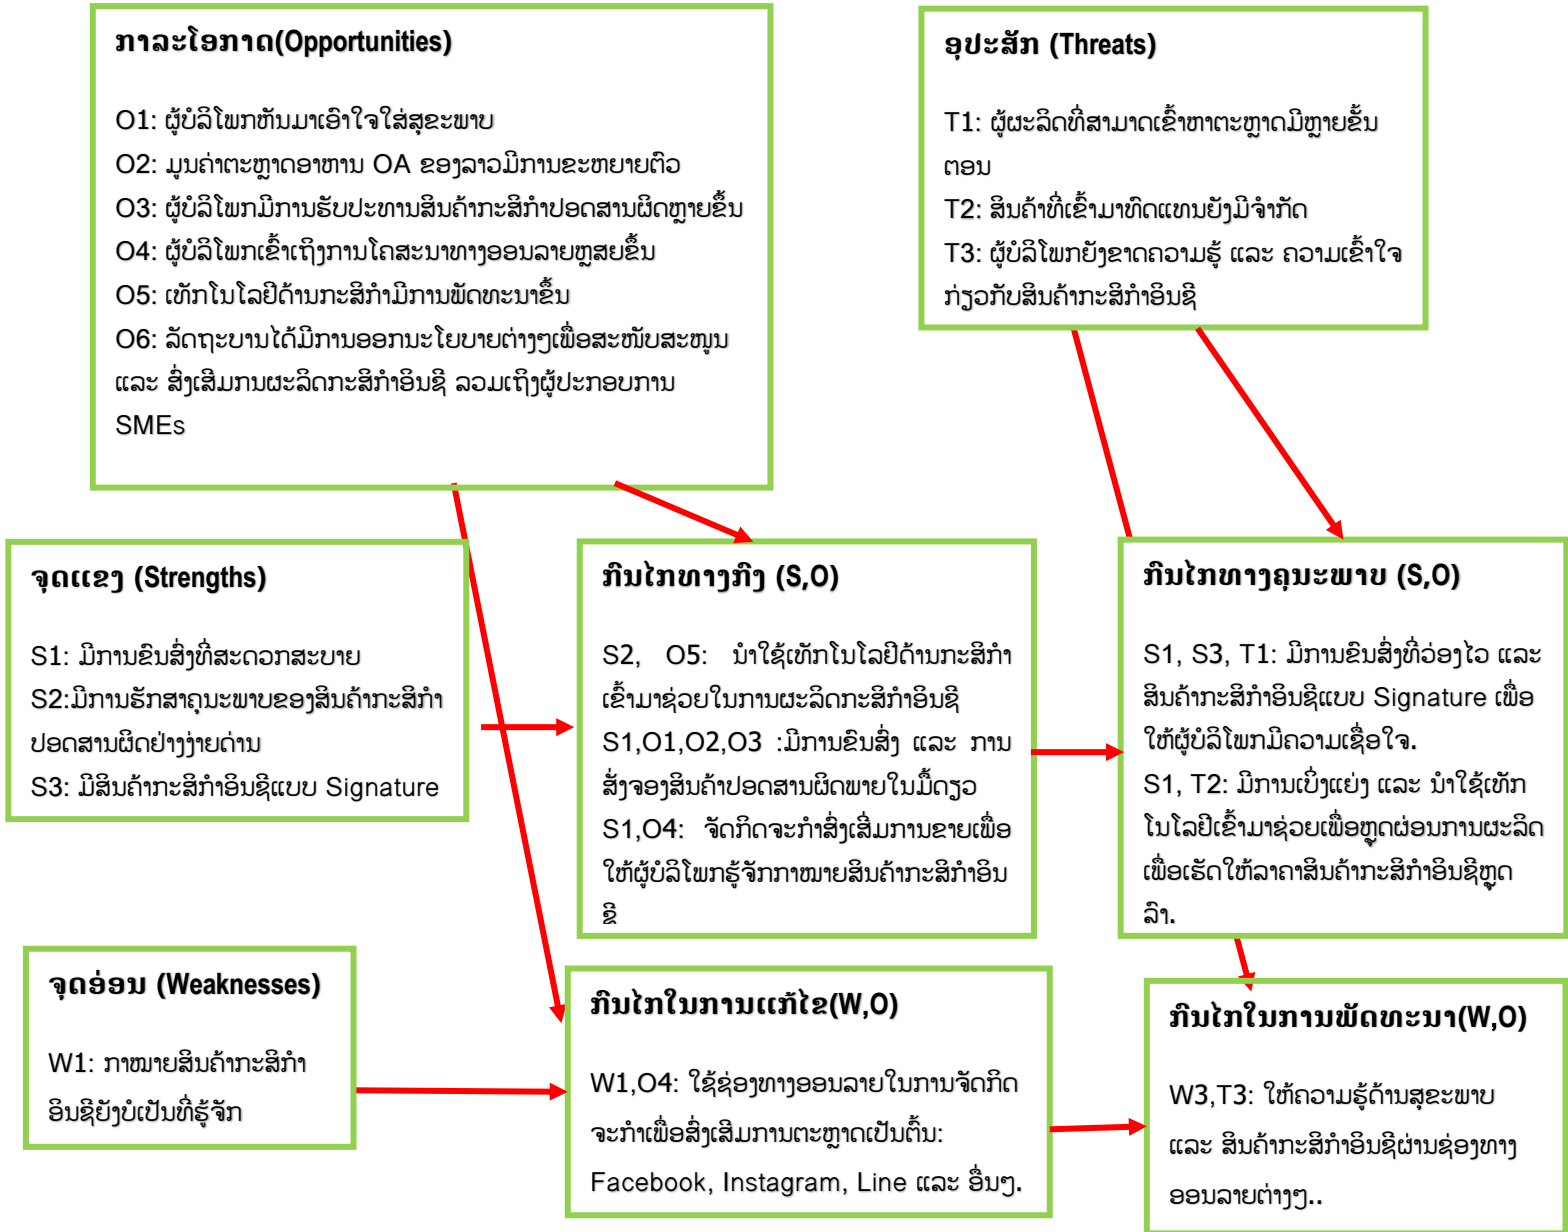 ກາລະໂອກາດ(Opportunities)
O1: ຜູ້ບໍລິໂພກຫັນມາເອົາໃຈໃສ່ສຸຂະພາບ
O2: ມູນຄ່າຕະຫຼາດອາຫານ OA ຂອງລາວມີການຂະຫຍາຍຕົວ
O3: ຜູ້ບໍລິໂພກມີການຮັບປະທານສິນຄ້າກະສິກຳປອດສານຜິດຫຼາຍຂຶ້ນ
O4: ຜູ້ບໍລິໂພກເຂົ້າເຖິງການໂຄສະນາທາງອອນລາຍຫຼສຍຂຶ້ນ
O5: ເທັກໂນໂລຍີດ້ານກະສິກຳມີການພັດທະນາຂຶ້ນ
O6: ລັດຖະບານໄດ້ມີການອອກນະໂຍບາຍຕ່າງໆເພື່ອສະໜັບສະໜູນ
ແລະ ສົ່ງເສີມກນຜະລິດກະສິກຳອິນຊີ ລວມເຖິງຜູ້ປະກອບການ
SMEs
ອຸປະສັກ (Threats)
T1: ຜູ້ຜະລິດທີ່ສາມາດເຂົ້າຫາຕະຫຼາດມີຫຼາຍຂັ້ນ
ຕອນ
T2: ສິນຄ້າທີ່ເຂົ້າມາທົດແທນຍັງມີຈຳກັດ
T3: ຜູ້ບໍລິໂພກຍັງຂາດຄວາມຮູ້ ແລະ ຄວາມເຂົ້າໃຈ
ກ່ຽວກັບສິນຄ້າກະສິກຳອິນຊີ
ຈຸດແຂງ (Strengths)
S1: ມີການຂົນສົ່ງທີ່ສະດວກສະບາຍ
S2:ມີການຮັກສາຄຸນະພາບຂອງສິນຄ້າກະສິກຳ
ປອດສານຜິດຢ່າງງ່າຍດ່ານ
S3: ມີສິນຄ້າກະສິກຳອິນຊີແບບ Signature
ກົນໄກທາງກົງ (S,O)
S2, O5: ນຳໃຊ້ເທັກໂນໂລຍີດ້ານກະສິກຳ
ເຂົ້າມາຊ່ວຍໃນການຜະລິດກະສິກຳອິນຊີ
S1,O1,O2,O3 :ມີການຂົນສົ່ງ ແລະ ການ
ສັ່ງຈອງສິນຄ້າປອດສານຜິດພາຍໃນມື້ດຽວ
S1,O4: ຈັດກິດຈະກຳສົ່ງເສີ່ມການຂາຍເພື່ອ
ໃຫ້ຜູ້ບໍລິໂພກຮູ້ຈັກກາໝາຍສິນຄ້າກະສິກຳອິນ
ຊີ
ກົນໄກທາງຄຸນະພາບ (S,O)
S1, S3, T1: ມີການຂົນສົ່ງທີ່ວ່ອງໄວ ແລະ
ສິນຄ້າກະສິກຳອິນຊີແບບ Signature ເພື່ອ
ໃຫ້ຜູ້ບໍລິໂພກມີຄວາມເຊື່ອໃຈ.
S1, T2: ມີການເບິ່ງແຍ່ງ ແລະ ນຳໃຊ້ເທັກ
ໂນໂລຍີເຂົ້າມາຊ່ວຍເພື່ອຫຼຸດຜ່ອນການຜະລິດ
ເພື່ອເຮັດໃຫ້ລາຄາສິນຄ້າກະສິກຳອິນຊີຫຼຸດ
ລົາ.
ຈຸດອ່ອນ (Weaknesses)
W1: ກາໝາຍສິນຄ້າກະສິກຳ
ອິນຊີຍັງບໍ່ເປັນທີ່ຮູ້ຈັກ
ກົນໄກໃນການແກ້ໄຂ(W,O)
W1,O4: ໃຊ້ຊ່ອງທາງອອນລາຍໃນການຈັດກິດ
ຈະກຳເພື່ອສົ່ງເສີມການຕະຫຼາດເປັນຕົ້ນ:
Facebook, Instagram, Line ແລະ ອື່ນໆ.
ກົນໄກໃນການພັດທະນາ(W,O)
W3,T3: ໃຫ້ຄວາມຮູ້ດ້ານສຸຂະພາບ
ແລະ ສິນຄ້າກະສິກຳອິນຊີຜ່ານຊ່ອງທາງ
ອອນລາຍຕ່າງໆ..